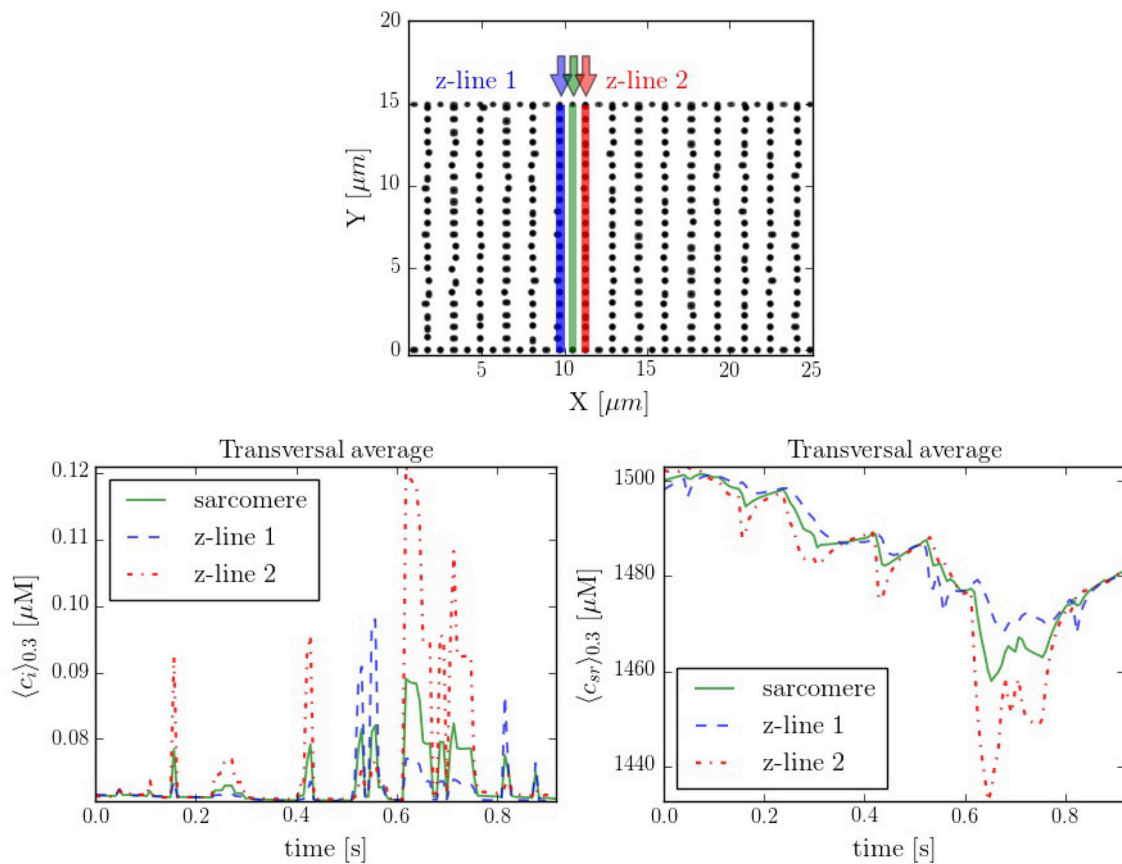 20
z-line 1 z-line 2
15
10
5
0
Y [μm]
5 10 15 20 25
X [μm]
Transversal average
0.12
0.11
0.10
0.09
0.08
⟨c_i⟩_0.3 [μM]
sarcomere
z-line 1
z-line 2
0.0 0.2 0.4 0.6 0.8
time [s]
Transversal average
1500
1480
1460
1440
⟨c_sr⟩_0.3 [μM]
sarcomere
z-line 1
z-line 2
0.0 0.2 0.4 0.6 0.8
time [s]